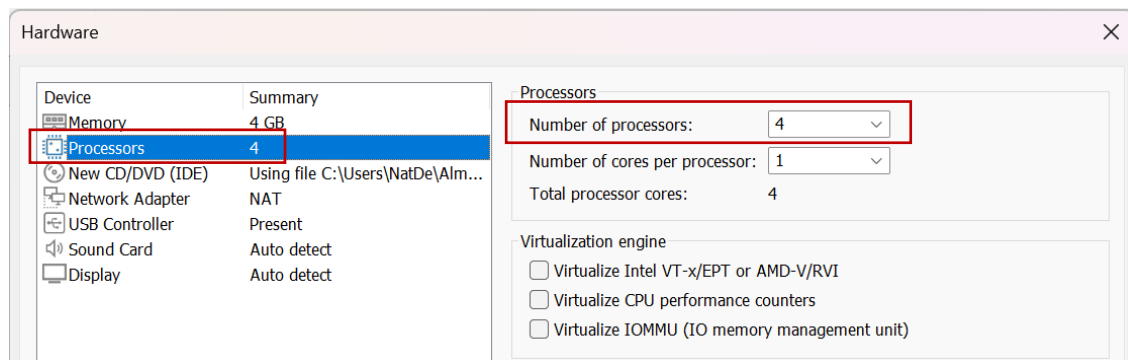 Hardware
Device Summary
Memory 4 GB
Processors 4
New CD/DVD (IDE) Using file C:\Users\NatDe\Alm...
Network Adapter NAT
USB Controller Present
Sound Card Auto detect
Display Auto detect
Processors
Number of processors: 4
Number of cores per processor: 1
Total processor cores: 4
Virtualization engine
Virtualize Intel VT-x/EPT or AMD-V/RVI
Virtualize CPU performance counters
Virtualize IOMMU (IO memory management unit)